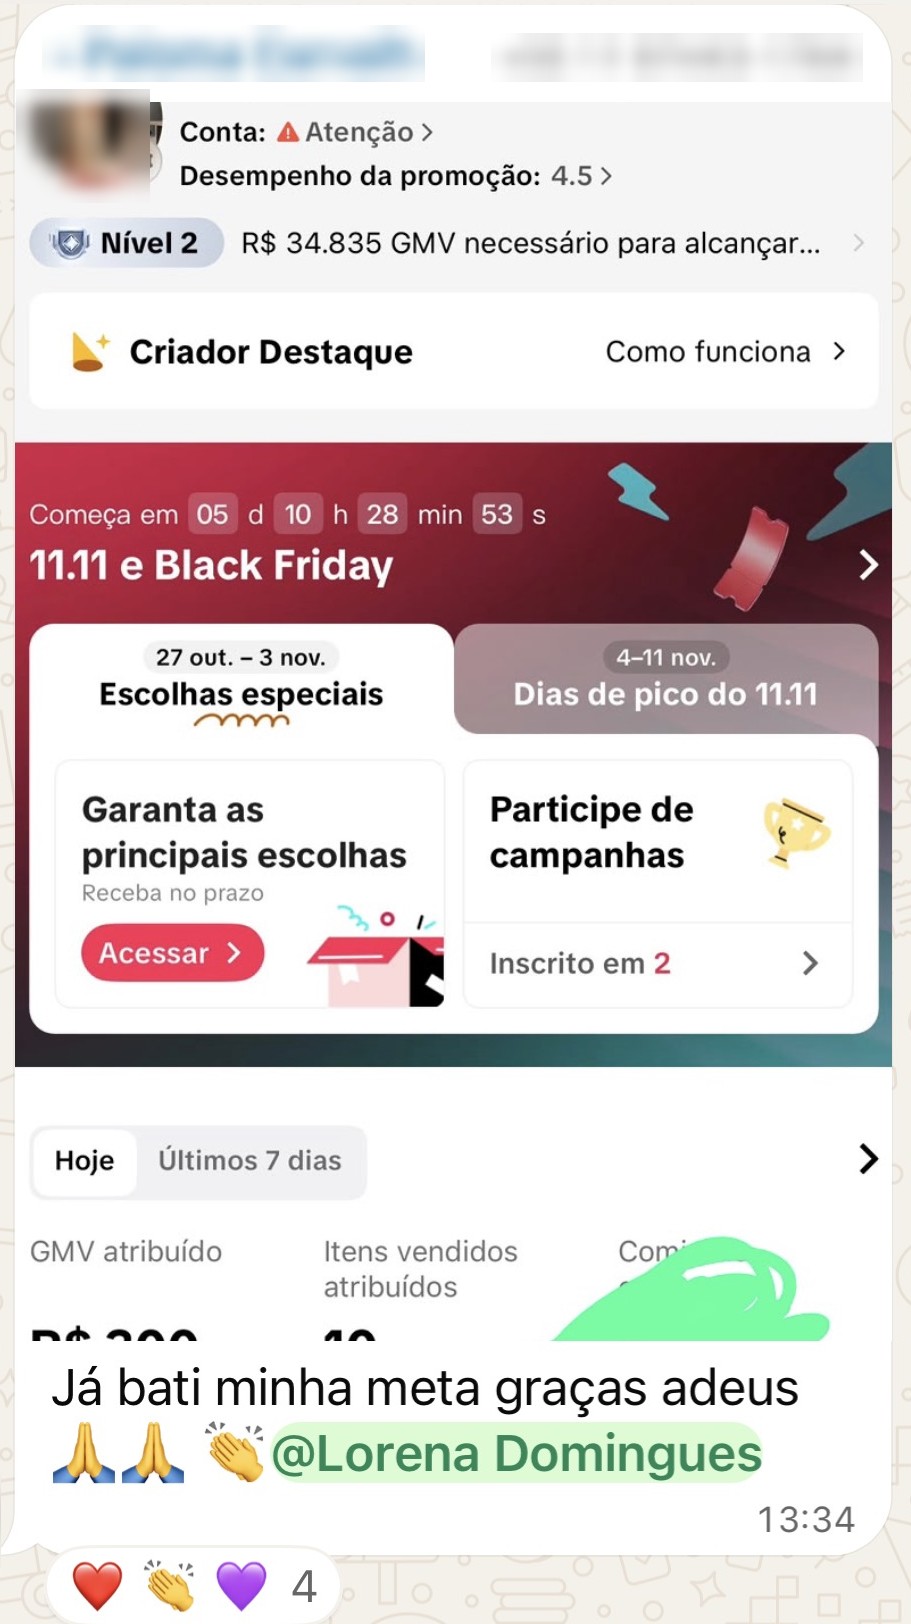 Conta: Atenção >
Desempenho da promoção: 4.5 >
Nível 2 R$ 34.835 GMV necessário para alcançar... >
Criador Destaque Como funciona >
Começa em 05 d 10 h 28 min 53 s
11.11 e Black Friday
27 out. – 3 nov.
Escolhas especiais
4–11 nov.
Dias de pico do 11.11
Garanta as
principais escolhas
Receba no prazo
Acessar >
Participe de
campanhas
Inscrito em 2 >
Hoje Últimos 7 dias
GMV atribuído
Itens vendidos
atribuídos
Já bati minha meta graças adeus
🙏🙏 👏@Lorena Domingues
13:34
❤️ 👏 💜 4